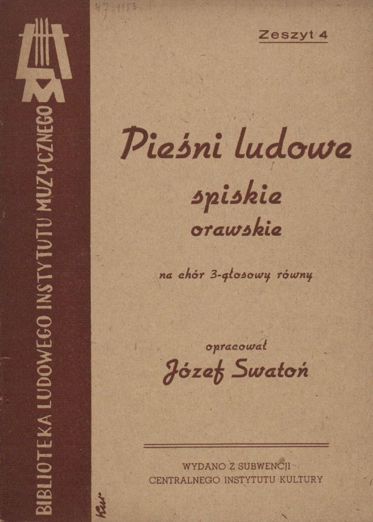 Zeszyt 4
Pieśni ludowe
spiskie
orawskie
na chór 3-głosowy równy
opracował
Józef Swatoń
WYDANO Z SUBWENCJI
CENTRALNEGO INSTYTUTU KULTURY
BIBLIOTEKA LUDOWEGO INSTYTUTU MUZYCZNEGO